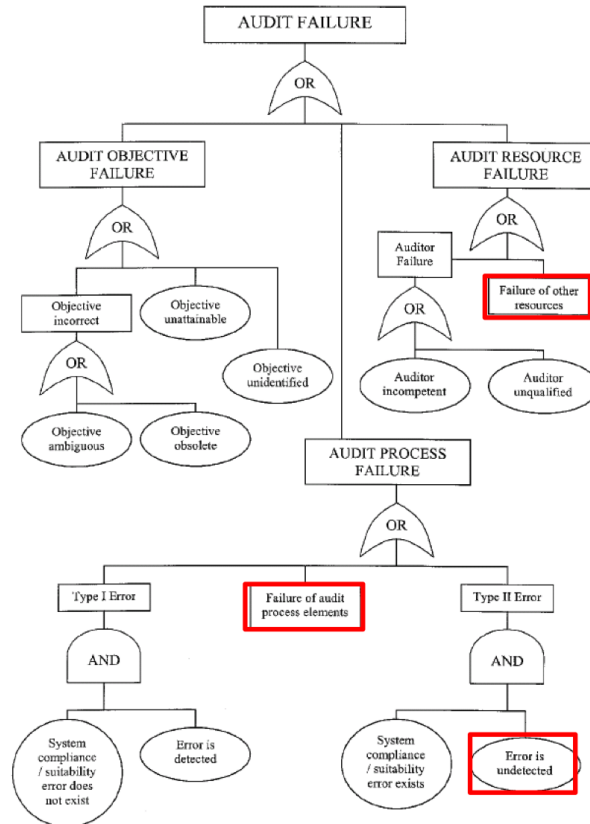 AUDIT FAILURE
OR
AUDIT OBJECTIVE
FAILURE
AUDIT RESOURCE
FAILURE
OR
OR
Auditor
Failure
Failure of other
resources
Objective
incorrect
Objective
unattainable
Objective
unidentified
OR
OR
Auditor
incompetent
Auditor
unqualified
Objective
ambiguous
Objective
obsolete
AUDIT PROCESS
FAILURE
OR
Type I Error
Failure of audit
process elements
Type II Error
AND
AND
System
compliance
/ suitability
error does
not exist
Error is
detected
System
compliance
/ suitability
error exists
Error is
undetected